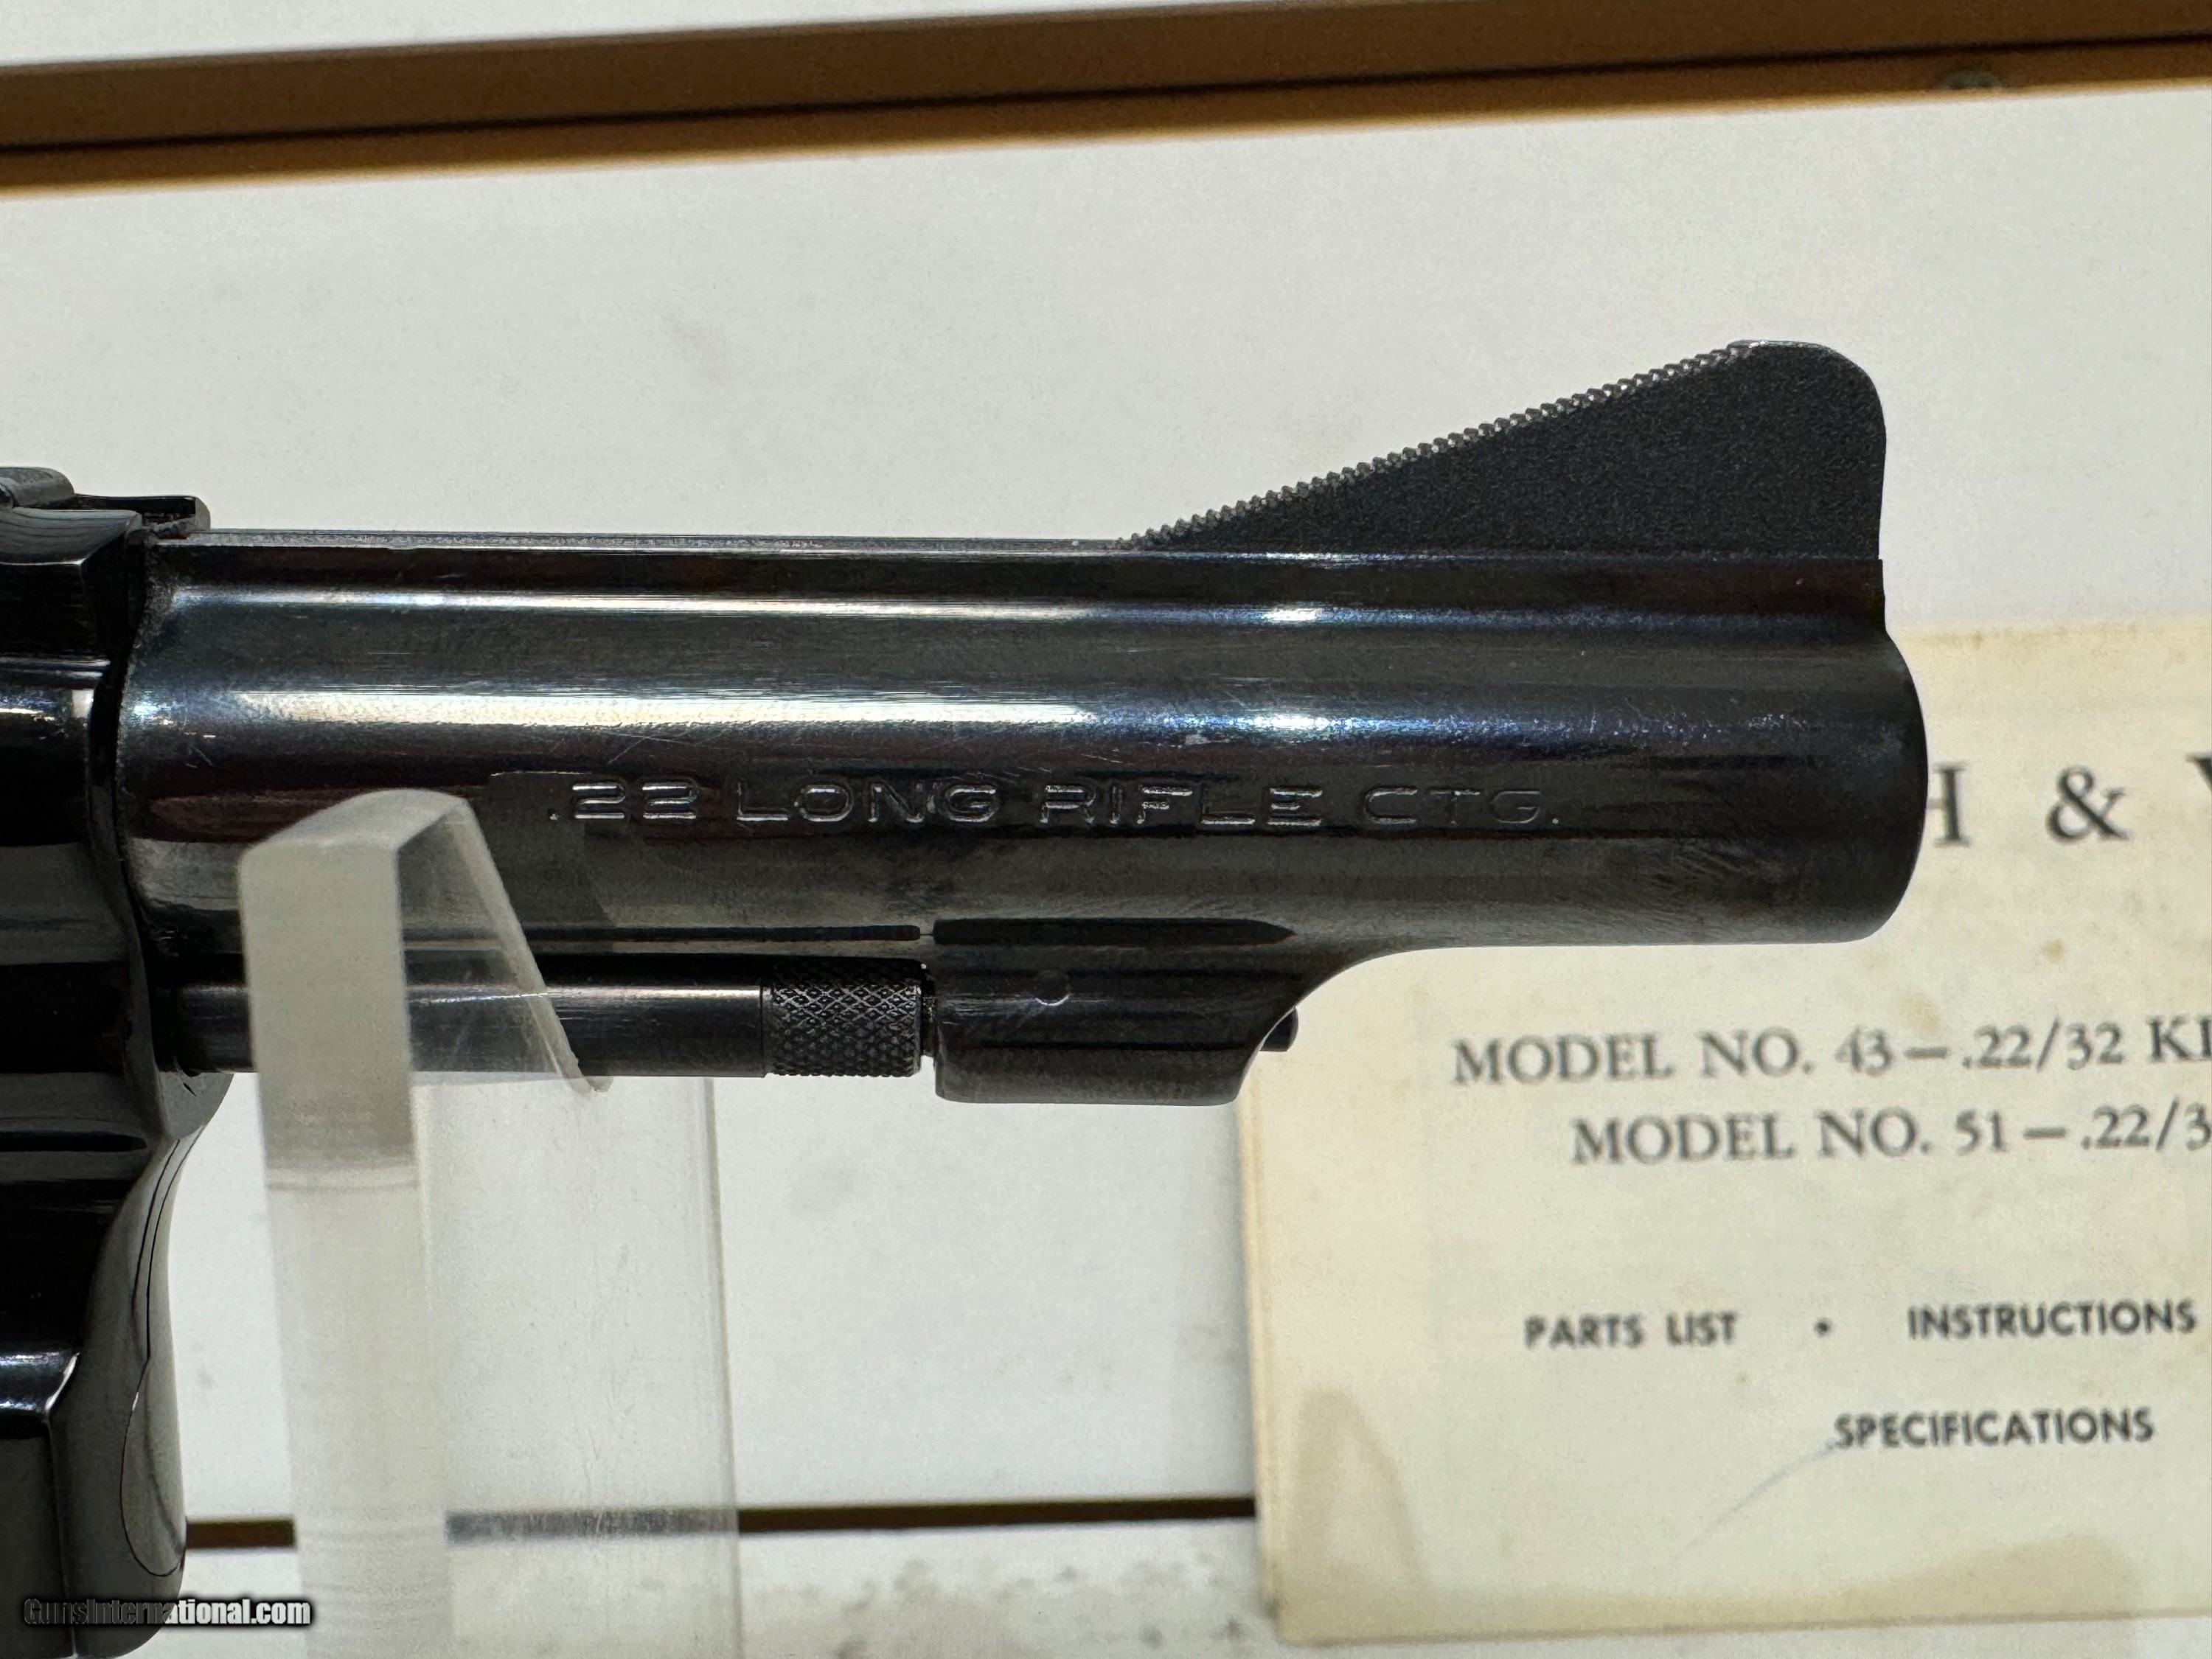 .22 LONG RIFLE CTG.
H &
MODEL NO. 43—.22/32 KI
MODEL NO. 51—.22/3
PARTS LIST • INSTRUCTIONS
SPECIFICATIONS
GunsInternational.com